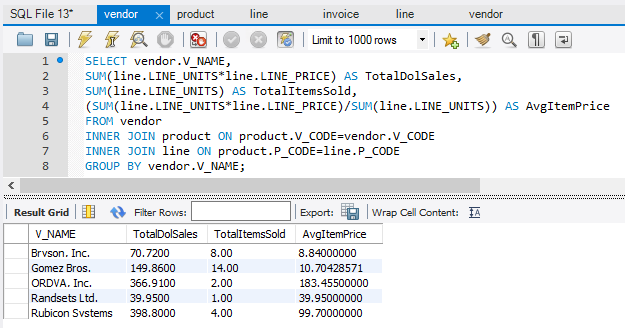 SQL File 13* vendor × product line invoice line vendor
Limit to 1000 rows
1 SELECT vendor.V_NAME,
2 SUM(line.LINE_UNITS*line.LINE_PRICE) AS TotalDolSales,
3 SUM(line.LINE_UNITS) AS TotalItemsSold,
4 (SUM(line.LINE_UNITS*line.LINE_PRICE)/SUM(line.LINE_UNITS)) AS AvgItemPrice
5 FROM vendor
6 INNER JOIN product ON product.V_CODE=vendor.V_CODE
7 INNER JOIN line ON product.P_CODE=line.P_CODE
8 GROUP BY vendor.V_NAME;
Result Grid Filter Rows: Export: Wrap Cell Content: IA
V_NAME TotalDolSales TotalItemsSold AvgItemPrice
Bryson, Inc. 70.7200 8.00 8.84000000
Gomez Bros. 149.8600 14.00 10.70428571
ORDVA, Inc. 366.9100 2.00 183.45500000
Randsets Ltd. 39.9500 1.00 39.95000000
Rubicon Systems 398.8000 4.00 99.70000000